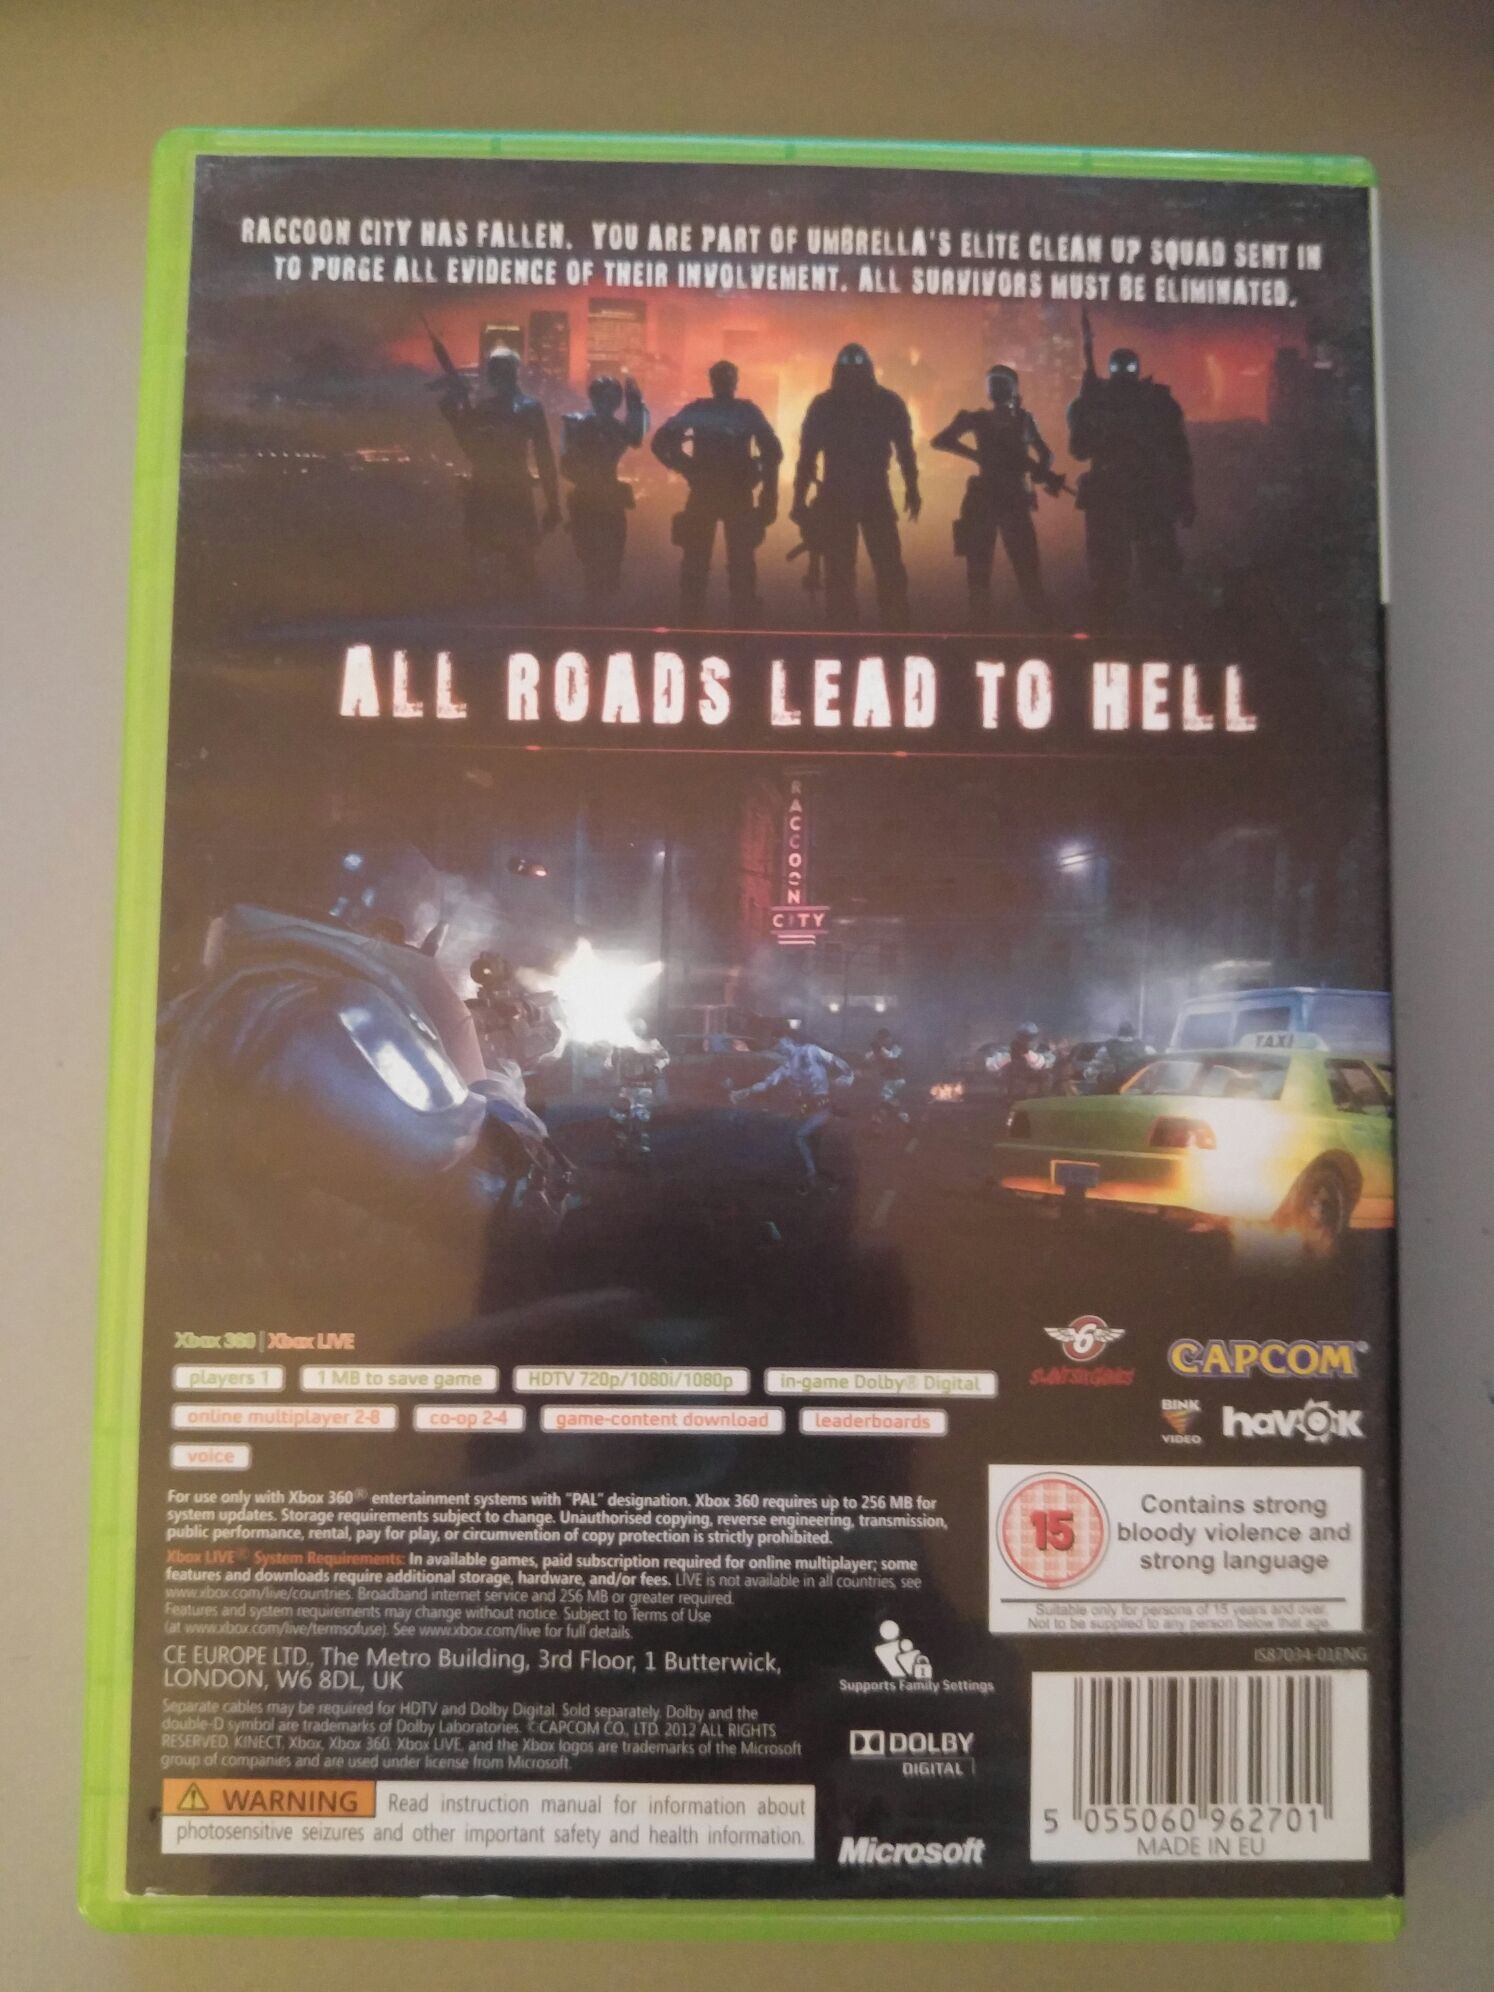 RACCOON CITY HAS FALLEN. YOU ARE PART OF UMBRELLA'S ELITE CLEAN UP SQUAD SENT IN
TO PURGE ALL EVIDENCE OF THEIR INVOLVEMENT. ALL SURVIVORS MUST BE ELIMINATED.
ALL ROADS LEAD TO HELL
RACCOON
CITY
TAXI
Xbox 360 | Xbox LIVE
players 1
1 MB to save game
HDTV 720p/1080i/1080p
in-game Dolby® Digital
online multiplayer 2-8
co-op 2-4
game-content download
leaderboards
voice
6
SLANT SIX GAMES
CAPCOM®
BINK
VIDEO
havok
For use only with Xbox 360® entertainment systems with "PAL" designation. Xbox 360 requires up to 256 MB for
system updates. Storage requirements subject to change. Unauthorised copying, reverse engineering, transmission,
public performance, rental, pay for play, or circumvention of copy protection is strictly prohibited.
Xbox LIVE® System Requirements: In available games, paid subscription required for online multiplayer; some
features and downloads require additional storage, hardware, and/or fees. LIVE is not available in all countries, see
www.xbox.com/live/countries. Broadband internet service and 256 MB or greater required.
Features and system requirements may change without notice. Subject to Terms of Use
(at www.xbox.com/live/termsofuse). See www.xbox.com/live for full details.
CE EUROPE LTD., The Metro Building, 3rd Floor, 1 Butterwick,
LONDON, W6 8DL, UK
Separate cables may be required for HDTV and Dolby Digital. Sold separately. Dolby and the
double-D symbol are trademarks of Dolby Laboratories. ©CAPCOM CO., LTD. 2012 ALL RIGHTS
RESERVED. KINECT, Xbox, Xbox 360, Xbox LIVE, and the Xbox logos are trademarks of the Microsoft
group of companies and are used under license from Microsoft.
WARNING Read instruction manual for information about
photosensitive seizures and other important safety and health information.
15
Contains strong
bloody violence and
strong language
Suitable only for persons of 15 years and over.
Not to be supplied to any person below that age.
IS87034-01ENG
Supports Family Settings
DOLBY
DIGITAL
Microsoft
5 055060 962701
MADE IN EU